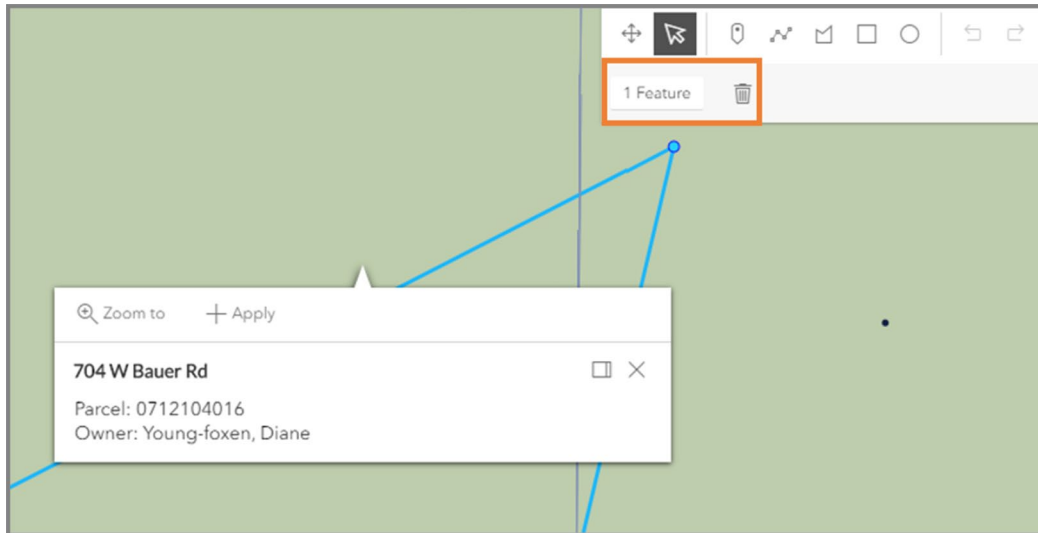 1 Feature
Zoom to
Apply
704 W Bauer Rd
Parcel: 0712104016
Owner: Young-foxen, Diane